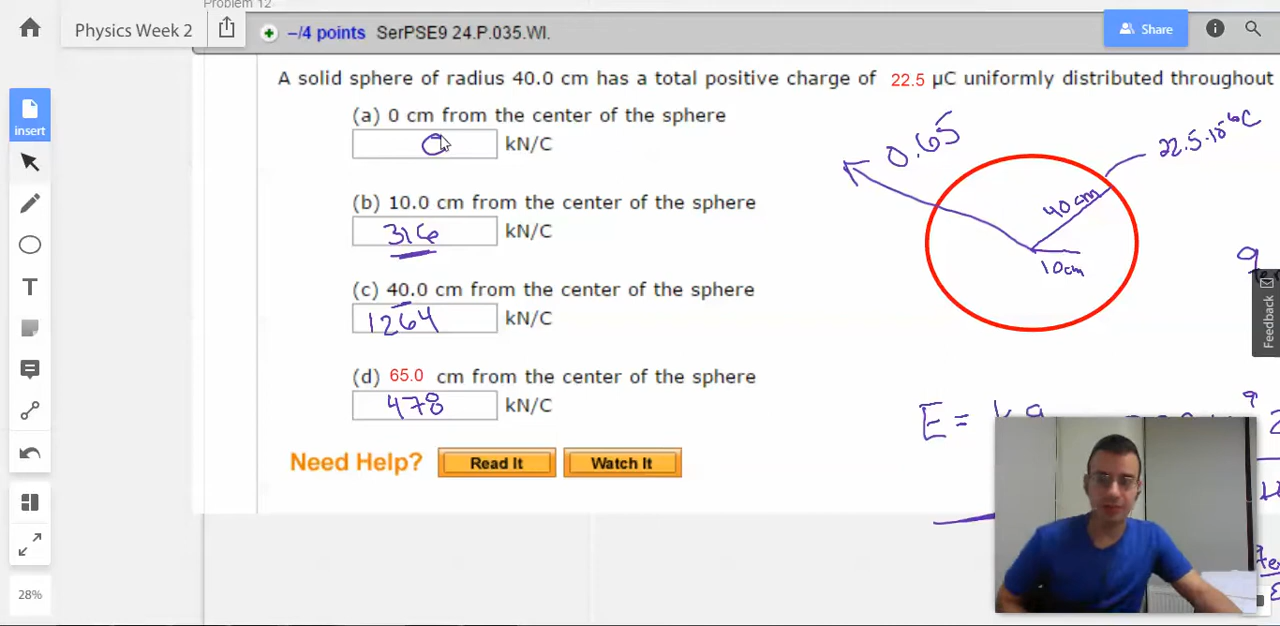 Problem 12
Physics Week 2
Share
–/4 points SerPSE9 24.P.035.WI.
A solid sphere of radius 40.0 cm has a total positive charge of 22.5 µC uniformly distributed throughout
(a) 0 cm from the center of the sphere
0 kN/C
(b) 10.0 cm from the center of the sphere
316 kN/C
(c) 40.0 cm from the center of the sphere
1264 kN/C
(d) 65.0 cm from the center of the sphere
478 kN/C
Need Help? Read It Watch It
0.65
22.5·10⁻⁶C
40cm
10cm
q
E = kq
insert
T
28%
Feedback